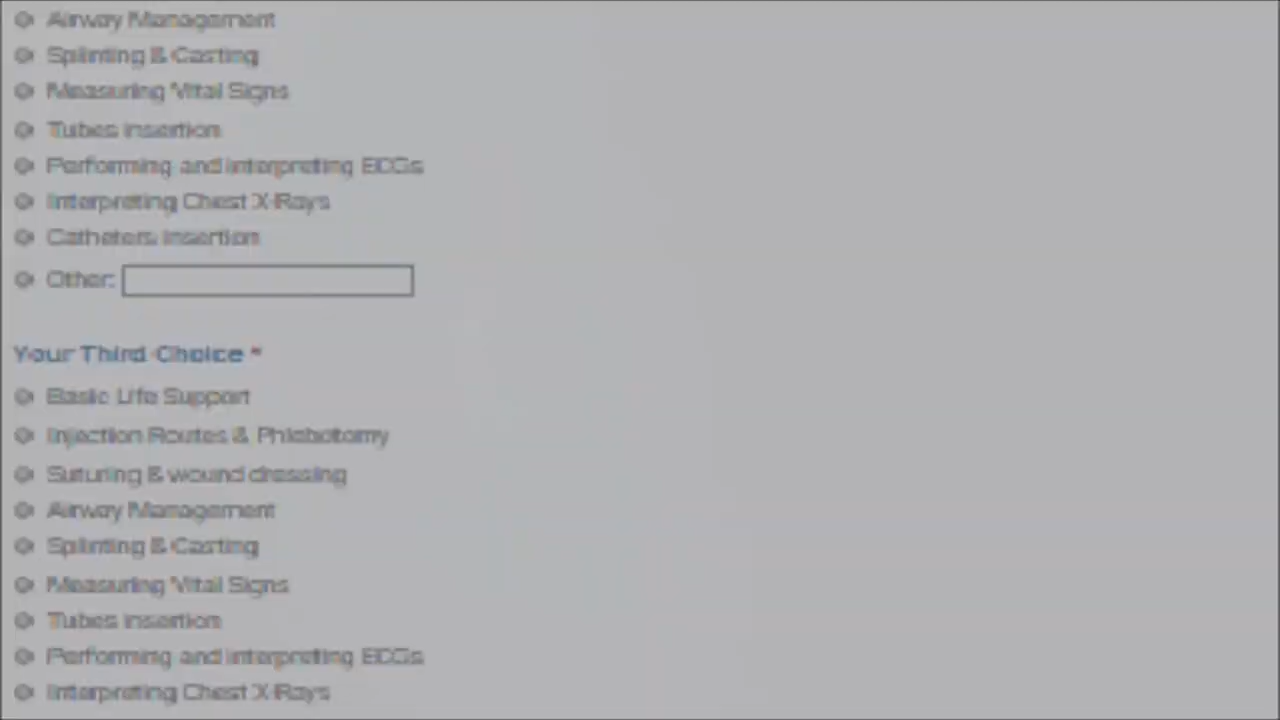 Airway Management
Splinting & Casting
Measuring Vital Signs
Tubes insertion
Performing and interpreting ECGs
Interpreting Chest X-Rays
Catheters insertion
Other:
Your Third Choice *
Basic Life Support
Injection Routes & Phlebotomy
Suturing & wound dressing
Airway Management
Splinting & Casting
Measuring Vital Signs
Tubes insertion
Performing and interpreting ECGs
Interpreting Chest X-Rays